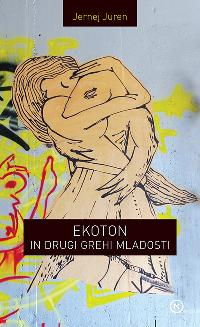 Jernej Juren
EKOTON
IN DRUGI GREHI MLADOSTI